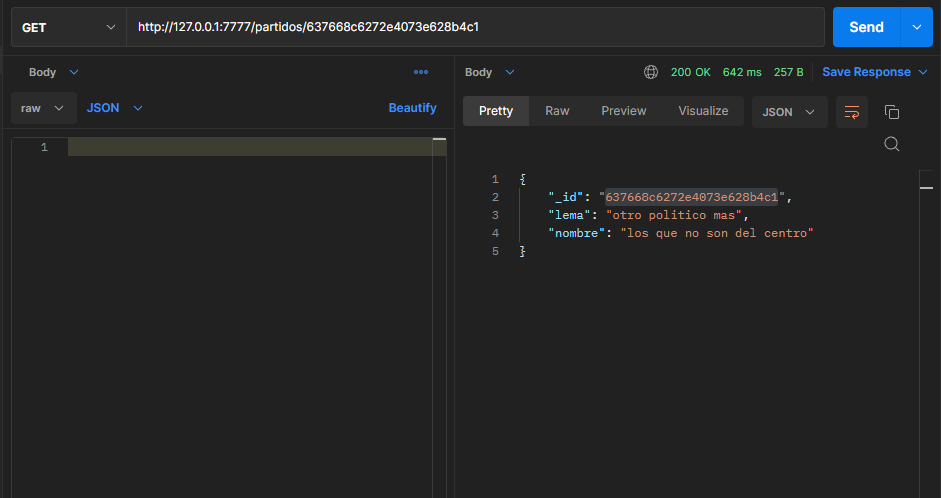 GET http://127.0.0.1:7777/partidos/637668c6272e4073e628b4c1 Send
Body
raw JSON Beautify
1
Body 200 OK 642 ms 257 B Save Response
Pretty Raw Preview Visualize JSON
1 {
2 "_id": "637668c6272e4073e628b4c1",
3 "lema": "otro politico mas",
4 "nombre": "los que no son del centro"
5 }